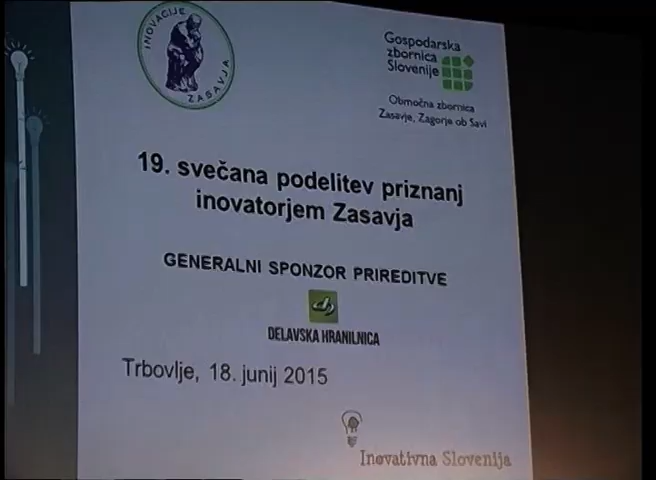 INOVACIJE
ZASAVJA
Gospodarska
zbornica
Slovenije
Območna zbornica
Zasavje, Zagorje ob Savi
19. svečana podelitev priznanj
inovatorjem Zasavja
GENERALNI SPONZOR PRIREDITVE
DELAVSKA HRANILNICA
Trbovlje, 18. junij 2015
Inovativna Slovenija